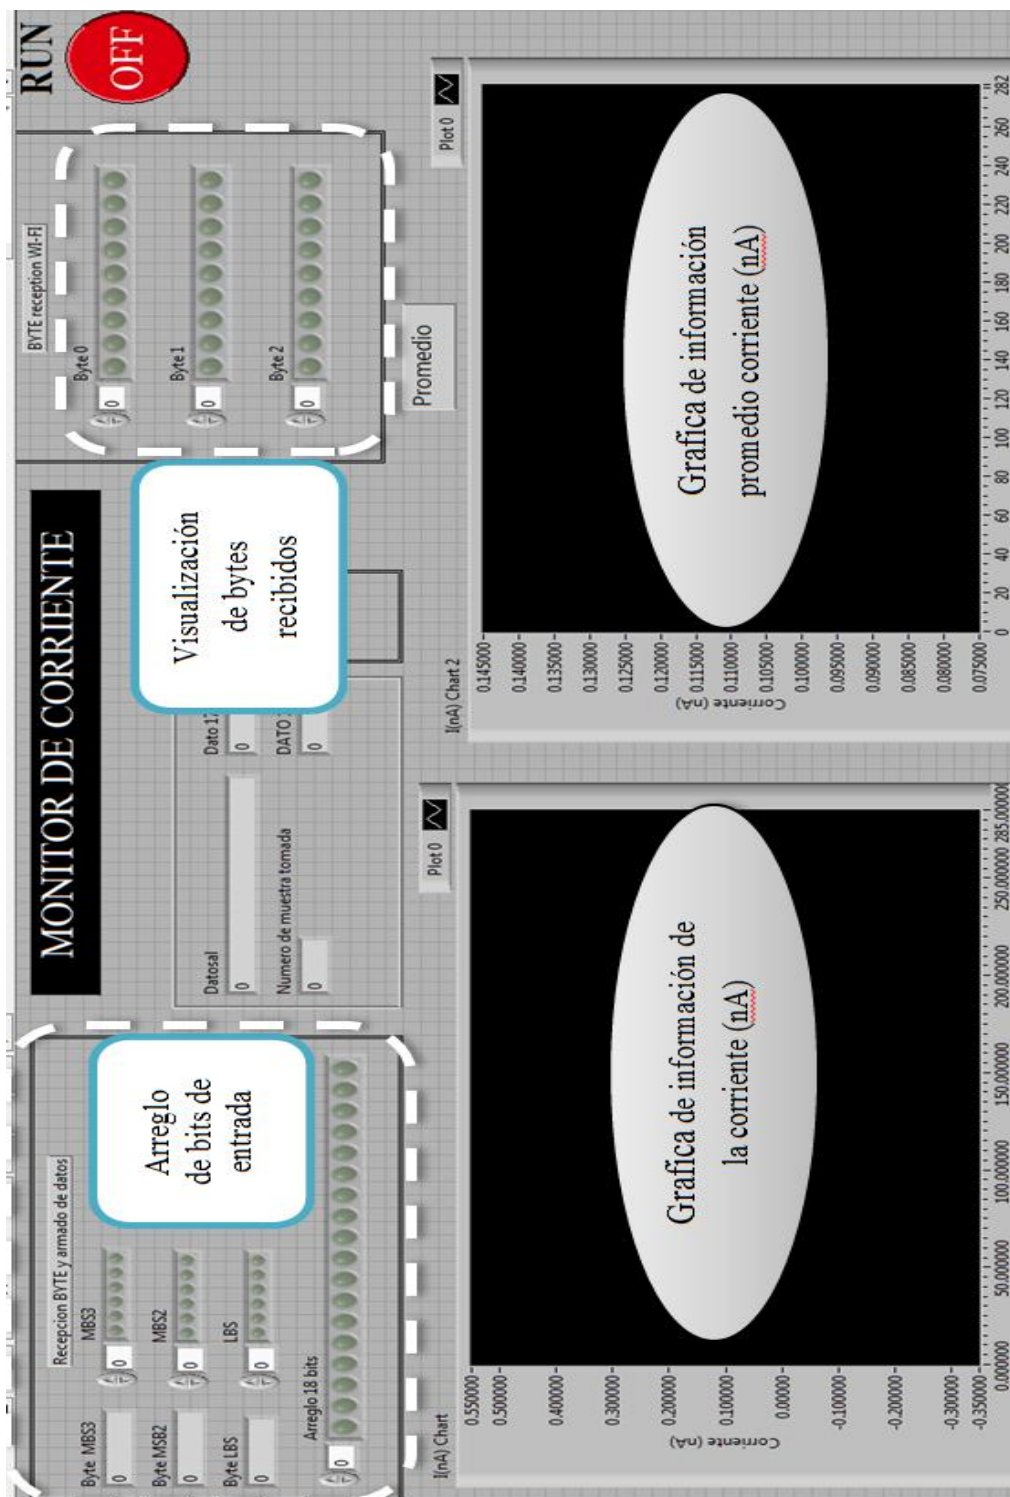 MONITOR DE CORRIENTE
RUN
OFF
Recepcion BYTE y armado de datos
Byte MBS3
0
MBS3
0
Byte MSB2
0
MBS2
0
Byte LBS
0
LBS
0
Arreglo 18 bits
0
Arreglo
de bits de
entrada
Datosal
0
Dato 17
0
Numero de muestra tomada
0
DATO
0
Visualización
de bytes
recibidos
BYTE reception WI-FI
Byte 0
0
Byte 1
0
Byte 2
0
Promedio
I(nA) Chart
Plot 0
Corriente (nA)
0.550000
0.500000
0.400000
0.300000
0.200000
0.100000
0.000000
-0.100000
-0.200000
-0.300000
-0.350000
0.000000 50.000000 100.000000 150.000000 200.000000 250.000000 285.000000
Grafica de información de
la corriente (nA)
I(nA) Chart 2
Plot 0
Corriente (nA)
0.145000
0.140000
0.135000
0.130000
0.125000
0.120000
0.115000
0.110000
0.105000
0.100000
0.095000
0.090000
0.085000
0.080000
0.075000
0 20 40 60 80 100 120 140 160 180 200 220 240 260 282
Grafica de información
promedio corriente (nA)